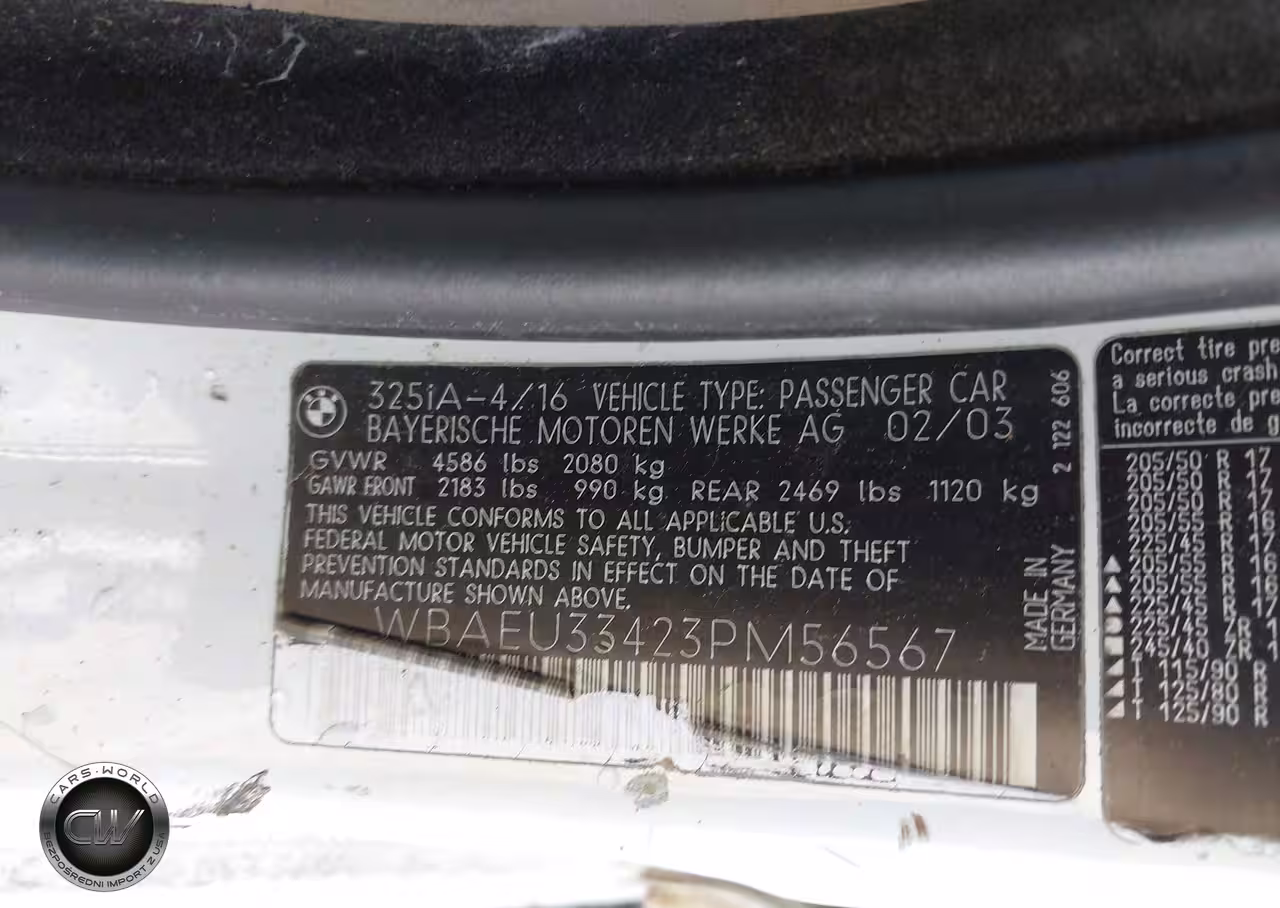 325iA-4/16 VEHICLE TYPE: PASSENGER CAR
BAYERISCHE MOTOREN WERKE AG 02/03
GVWR 4586 lbs 2080 kg
GAWR FRONT 2183 lbs 990 kg REAR 2469 lbs 1120 kg
THIS VEHICLE CONFORMS TO ALL APPLiCABLE U.S.
FEDERAL MOTOR VEHICLE SAFETY, BUMPER AND THEFT
PREVENTION STANDARDS IN EFFECT ON THE DATE OF
MANUFACTURE SHOWN ABOVE.
WBAEU33423PM56567
2 122 606
MADE IN
GERMANY
Correct tire pre
a serious crash
La correcte pre
incorrecte de g
205/50 R 17
205/50 R 17
205/50 R 17
205/55 R 16
225/45 R 17
205/55 R 16
205/55 R 16
225/45 R 17
225/40 ZR 1
245/40 ZR 1
T 115/90 R
T 125/80 R
T 125/90 R
CARS-WORLD
CW
BEZPOŚREDNI IMPORT Z USA